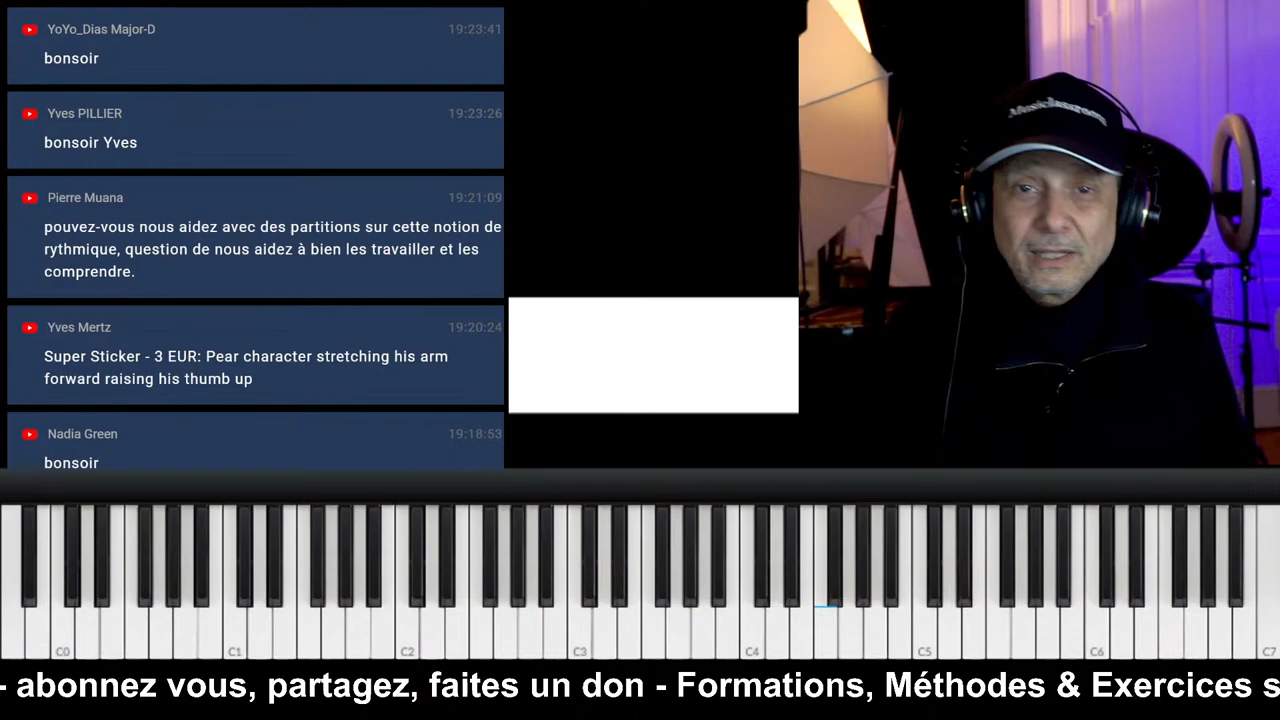 YoYo_Dias Major-D 19:23:41
bonsoir
Yves PILLIER 19:23:26
bonsoir Yves
Pierre Muana 19:21:09
pouvez-vous nous aidez avec des partitions sur cette notion de
rythmique, question de nous aidez à bien les travailler et les
comprendre.
Yves Mertz 19:20:24
Super Sticker - 3 EUR: Pear character stretching his arm
forward raising his thumb up
Nadia Green 19:18:53
bonsoir
Musiclassroom
C0 C1 C2 C3 C4 C5 C6 C7
- abonnez vous, partagez, faites un don - Formations, Méthodes & Exercices s